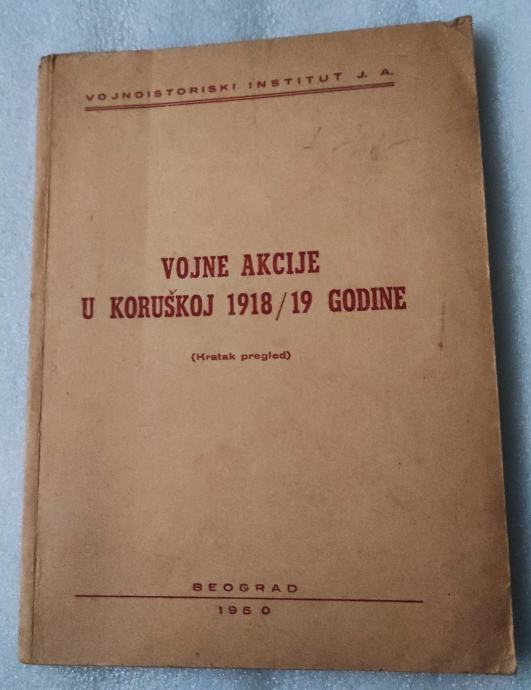 VOJNOISTORISKI INSTITUT J. A.
VOJNE AKCIJE
U KORUŠKOJ 1918/19 GODINE
(Kratak pregled)
BEOGRAD
1950